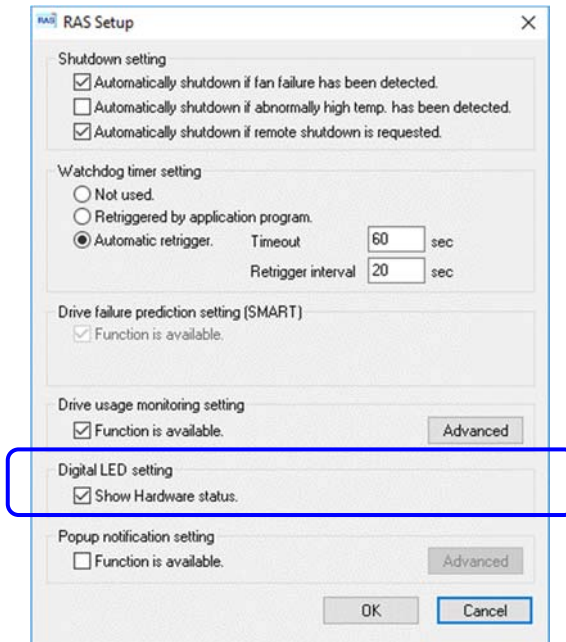 RAS RAS Setup
Shutdown setting
Automatically shutdown if fan failure has been detected.
Automatically shutdown if abnormally high temp. has been detected.
Automatically shutdown if remote shutdown is requested.
Watchdog timer setting
Not used.
Retriggered by application program.
Automatic retrigger. Timeout 60 sec
Retrigger interval 20 sec
Drive failure prediction setting (SMART)
Function is available.
Drive usage monitoring setting
Function is available. Advanced
Digital LED setting
Show Hardware status.
Popup notification setting
Function is available. Advanced
OK Cancel